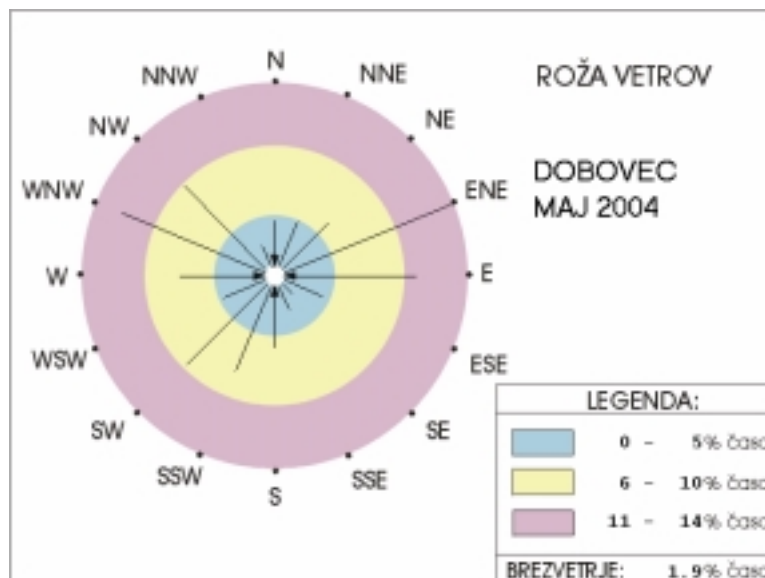 ROŽA VETROV
DOBOVEC
MAJ 2004
N
NNE
NE
ENE
E
ESE
SE
SSE
S
SSW
SW
WSW
W
WNW
NW
NNW
LEGENDA:
0 - 5% časa
6 - 10% časa
11 - 14% časa
BREZVETRJE: 1.9% časa